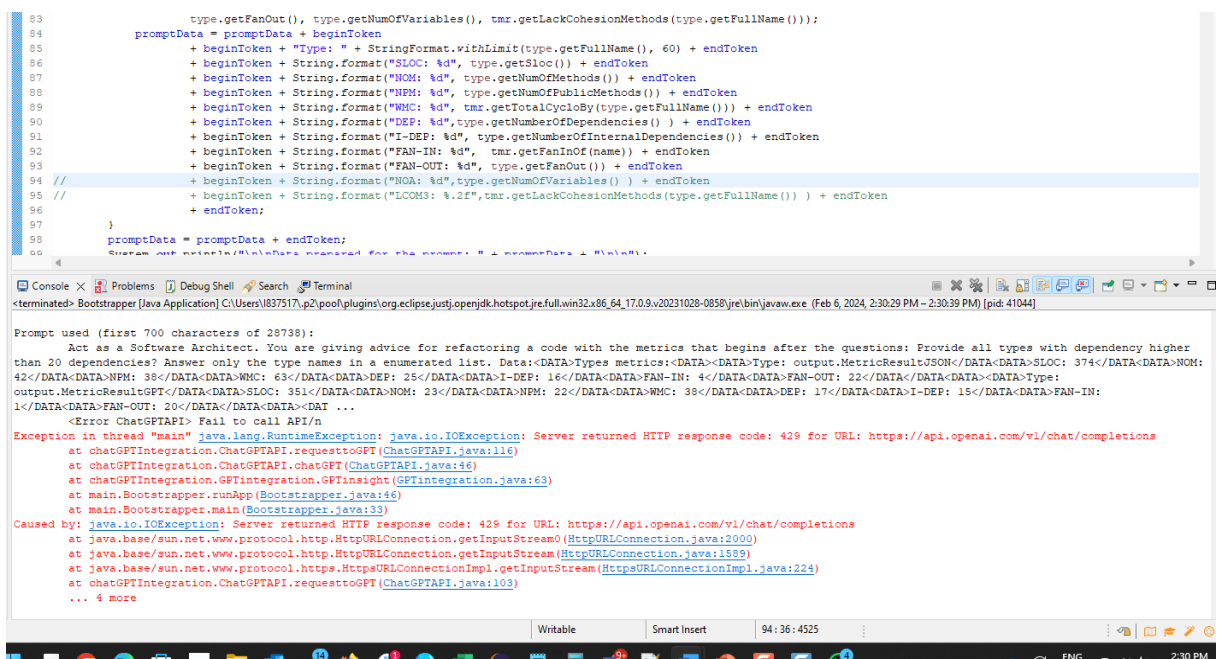 83 type.getFanOut(), type.getNumOfVariables(), tmr.getLackCohesionMethods(type.getFullName()));
84 promptData = promptData + beginToken
85 + beginToken + "Type: " + StringFormat.withLimit(type.getFullName(), 60) + endToken
86 + beginToken + String.format("SLOC: %d", type.getSloc()) + endToken
87 + beginToken + String.format("NOM: %d", type.getNumOfMethods()) + endToken
88 + beginToken + String.format("NPM: %d", type.getNumOfPublicMethods()) + endToken
89 + beginToken + String.format("WMC: %d", tmr.getTotalCycloBy(type.getFullName())) + endToken
90 + beginToken + String.format("DEP: %d",type.getNumberOfDependencies() ) + endToken
91 + beginToken + String.format("I-DEP: %d", type.getNumberOfInternalDependencies()) + endToken
92 + beginToken + String.format("FAN-IN: %d", tmr.getFanInOf(name)) + endToken
93 + beginToken + String.format("FAN-OUT: %d", type.getFanOut()) + endToken
94 // + beginToken + String.format("NOA: %d",type.getNumOfVariables() ) + endToken
95 // + beginToken + String.format("LCOM3: %.2f",tmr.getLackCohesionMethods(type.getFullName()) ) + endToken
96 + endToken;
97 }
98 promptData = promptData + endToken;
99 System.out.println("\n\nData prepared for the prompt: " + promptData + "\n\n");
Console Problems Debug Shell Search Terminal
<terminated> Bootstrapper [Java Application] C:\Users\I837517\.p2\pool\plugins\org.eclipse.justj.openjdk.hotspot.jre.full.win32.x86_64_17.0.9.v20231028-0858\jre\bin\javaw.exe (Feb 6, 2024, 2:30:29 PM – 2:30:39 PM) [pid: 41044]
Prompt used (first 700 characters of 28738):
Act as a Software Architect. You are giving advice for refactoring a code with the metrics that begins after the questions: Provide all types with dependency higher
than 20 dependencies? Answer only the type names in a enumerated list. Data:<DATA>Types metrics:<DATA><DATA>Type: output.MetricResultJSON</DATA<DATA>SLOC: 374</DATA<DATA>NOM:
42</DATA<DATA>NPM: 38</DATA<DATA>WMC: 63</DATA<DATA>DEP: 25</DATA<DATA>I-DEP: 16</DATA<DATA>FAN-IN: 4</DATA<DATA>FAN-OUT: 22</DATA</DATA<DATA><DATA>Type:
output.MetricResultGPT</DATA<DATA>SLOC: 351</DATA<DATA>NOM: 23</DATA<DATA>NPM: 22</DATA<DATA>WMC: 38</DATA<DATA>DEP: 17</DATA<DATA>I-DEP: 15</DATA<DATA>FAN-IN:
1</DATA<DATA>FAN-OUT: 20</DATA</DATA<DATA><DAT ...
<Error ChatGPTAPI> Fail to call API/n
Exception in thread "main" java.lang.RuntimeException: java.io.IOException: Server returned HTTP response code: 429 for URL: https://api.openai.com/v1/chat/completions
at chatGPTIntegration.ChatGPTAPI.requesttoGPT(ChatGPTAPI.java:116)
at chatGPTIntegration.ChatGPTAPI.chatGPT(ChatGPTAPI.java:46)
at chatGPTIntegration.GPTintegration.GPTinsight(GPTintegration.java:63)
at main.Bootstrapper.runApp(Bootstrapper.java:46)
at main.Bootstrapper.main(Bootstrapper.java:33)
Caused by: java.io.IOException: Server returned HTTP response code: 429 for URL: https://api.openai.com/v1/chat/completions
at java.base/sun.net.www.protocol.http.HttpURLConnection.getInputStream0(HttpURLConnection.java:2000)
at java.base/sun.net.www.protocol.http.HttpURLConnection.getInputStream(HttpURLConnection.java:1589)
at java.base/sun.net.www.protocol.https.HttpsURLConnectionImpl.getInputStream(HttpsURLConnectionImpl.java:224)
at chatGPTIntegration.ChatGPTAPI.requesttoGPT(ChatGPTAPI.java:103)
... 4 more
Writable Smart Insert 94 : 36 : 4525
14 9+ 4 ENG 2:30 PM